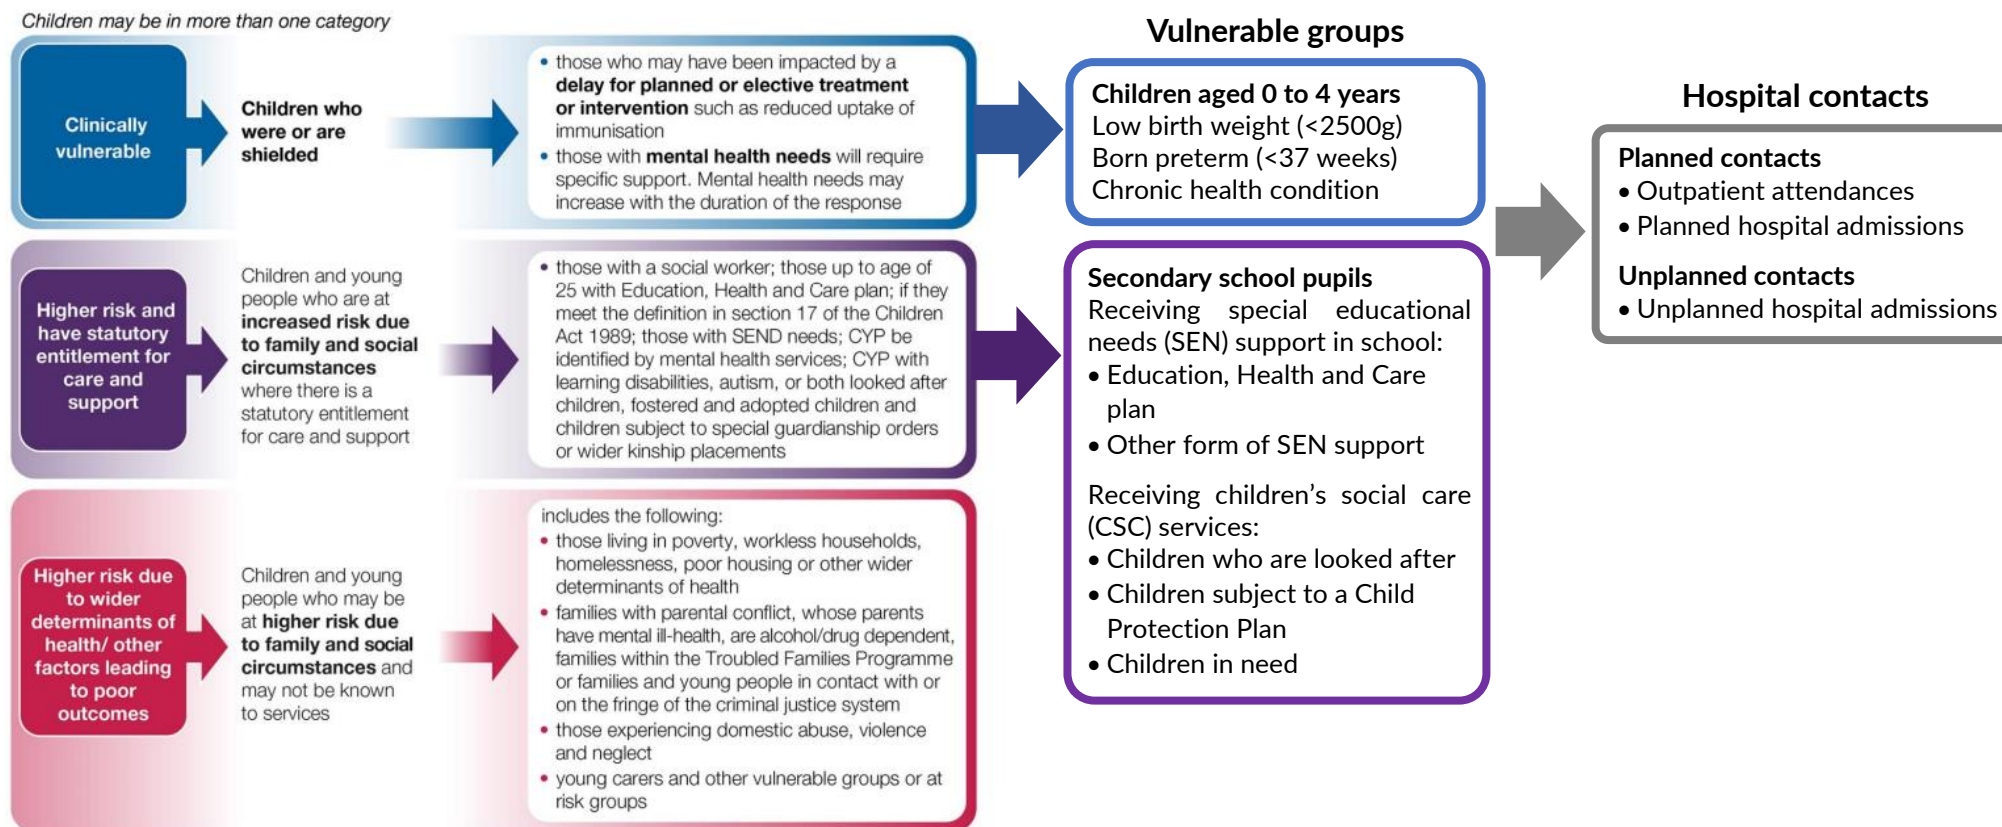 Children may be in more than one category
Clinically
vulnerable
Children who
were or are
shielded
• those who may have been impacted by a
delay for planned or elective treatment
or intervention such as reduced uptake of
immunisation
• those with mental health needs will require
specific support. Mental health needs may
increase with the duration of the response
Higher risk and
have statutory
entitlement for
care and
support
Children and young
people who are at
increased risk due
to family and social
circumstances
where there is a
statutory entitlement
for care and support
• those with a social worker; those up to age of
25 with Education, Health and Care plan; if they
meet the definition in section 17 of the Children
Act 1989; those with SEND needs; CYP be
identified by mental health services; CYP with
learning disabilities, autism, or both looked after
children, fostered and adopted children and
children subject to special guardianship orders
or wider kinship placements
Higher risk due
to wider
determinants of
health/ other
factors leading
to poor
outcomes
Children and young
people who may be
at higher risk due
to family and social
circumstances and
may not be known
to services
includes the following:
• those living in poverty, workless households,
homelessness, poor housing or other wider
determinants of health
• families with parental conflict, whose parents
have mental ill-health, are alcohol/drug dependent,
families within the Troubled Families Programme
or families and young people in contact with or
on the fringe of the criminal justice system
• those experiencing domestic abuse, violence
and neglect
• young carers and other vulnerable groups or at
risk groups
Vulnerable groups
Children aged 0 to 4 years
Low birth weight (<2500g)
Born preterm (<37 weeks)
Chronic health condition
Secondary school pupils
Receiving special educational
needs (SEN) support in school:
• Education, Health and Care
plan
• Other form of SEN support
Receiving children's social care
(CSC) services:
• Children who are looked after
• Children subject to a Child
Protection Plan
• Children in need
Hospital contacts
Planned contacts
• Outpatient attendances
• Planned hospital admissions
Unplanned contacts
• Unplanned hospital admissions